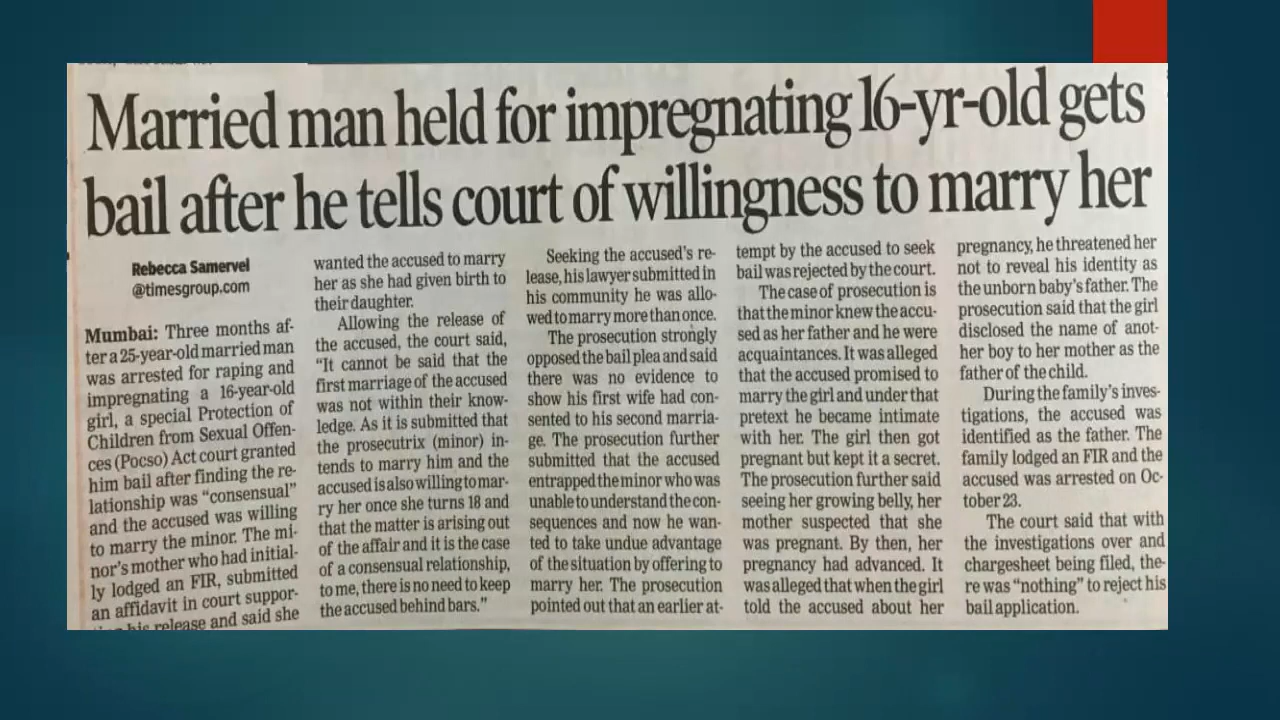 Married man held for impregnating 16-yr-old gets
bail after he tells court of willingness to marry her
Rebecca Samervel
@timesgroup.com
Mumbai: Three months af-
ter a 25-year-old married man
was arrested for raping and
impregnating a 16-year-old
girl, a special Protection of
Children from Sexual Offen-
ces (Pocso) Act court granted
him bail after finding the re-
lationship was “consensual”
and the accused was willing
to marry the minor. The mi-
nor's mother who had initial-
ly lodged an FIR, submitted
an affidavit in court suppor-
his release and said she
wanted the accused to marry
her as she had given birth to
their daughter.
Allowing the release of
the accused, the court said,
“It cannot be said that the
first marriage of the accused
was not within their know-
ledge. As it is submitted that
the prosecutrix (minor) in-
tends to marry him and the
accused is also willing to mar-
ry her once she turns 18 and
that the matter is arising out
of the affair and it is the case
of a consensual relationship,
to me, there is no need to keep
the accused behind bars.”
Seeking the accused's re-
lease, his lawyer submitted in
his community he was allo-
wed to marry more than once.
The prosecution strongly
opposed the bail plea and said
there was no evidence to
show his first wife had con-
sented to his second marria-
ge. The prosecution further
submitted that the accused
entrapped the minor who was
unable to understand the con-
sequences and now he wan-
ted to take undue advantage
of the situation by offering to
marry her. The prosecution
pointed out that an earlier at-
tempt by the accused to seek
bail was rejected by the court.
The case of prosecution is
that the minor knew the accu-
sed as her father and he were
acquaintances. It was alleged
that the accused promised to
marry the girl and under that
pretext he became intimate
with her. The girl then got
pregnant but kept it a secret.
The prosecution further said
seeing her growing belly, her
mother suspected that she
was pregnant. By then, her
pregnancy had advanced. It
was alleged that when the girl
told the accused about her
pregnancy, he threatened her
not to reveal his identity as
the unborn baby's father. The
prosecution said that the girl
disclosed the name of anot-
her boy to her mother as the
father of the child.
During the family's inves-
tigations, the accused was
identified as the father. The
family lodged an FIR and the
accused was arrested on Oc-
tober 23.
The court said that with
the investigations over and
chargesheet being filed, the-
re was “nothing” to reject his
bail application.